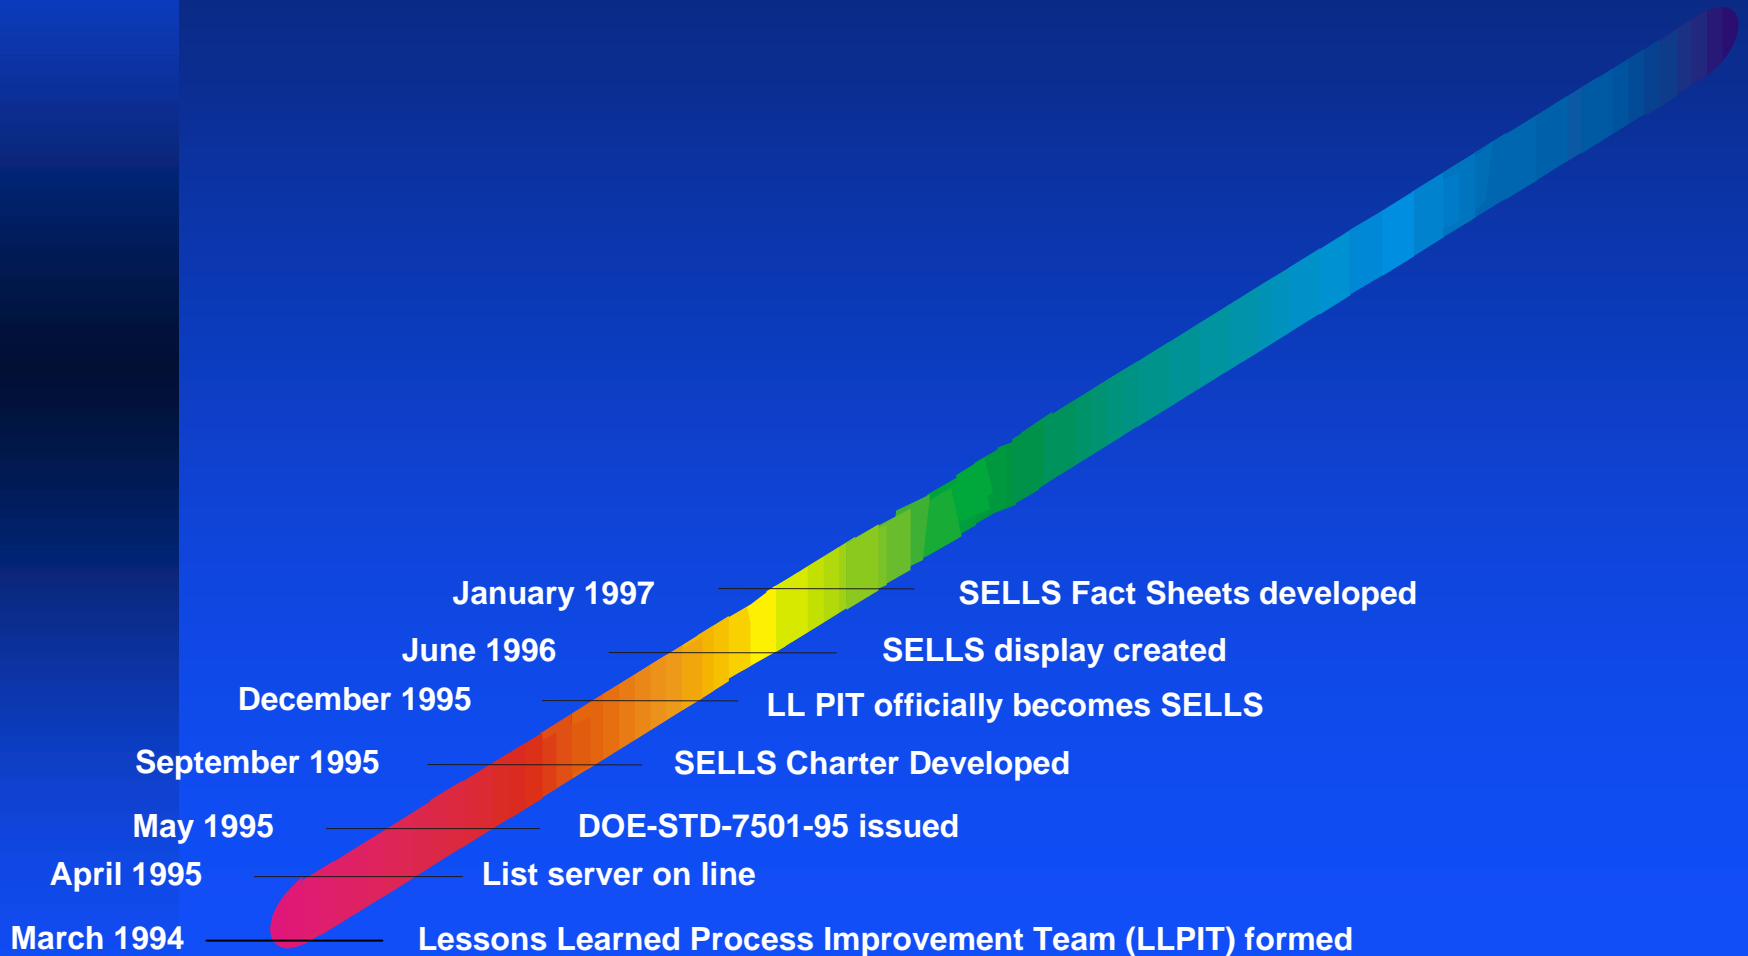 January 1997 SELLS Fact Sheets developed
June 1996 SELLS display created
December 1995 LL PIT officially becomes SELLS
September 1995 SELLS Charter Developed
May 1995 DOE-STD-7501-95 issued
April 1995 List server on line
March 1994 Lessons Learned Process Improvement Team (LLPIT) formed